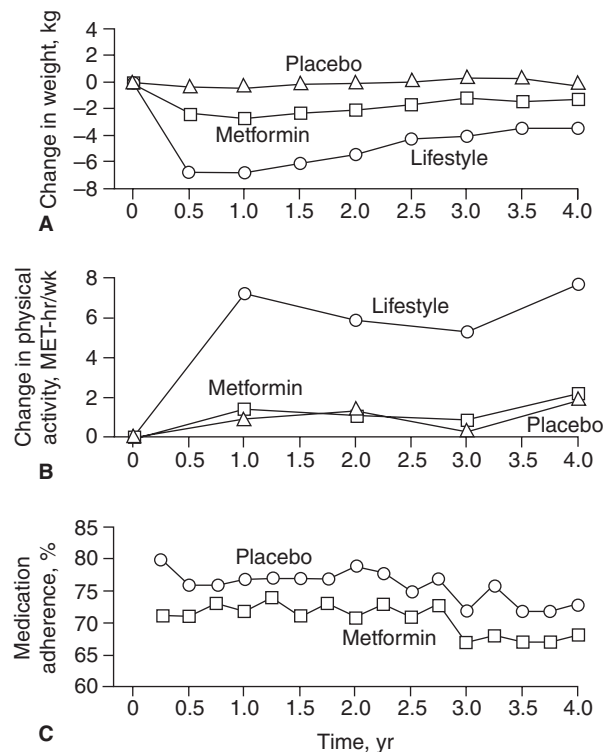 Change in weight, kg
4
2
0
−2
−4
−6
−8
Placebo
Metformin
Lifestyle
0 0.5 1.0 1.5 2.0 2.5 3.0 3.5 4.0
A
Change in physical
activity, MET-hr/wk
8
6
4
2
0
Lifestyle
Metformin
Placebo
0 0.5 1.0 1.5 2.0 2.5 3.0 3.5 4.0
B
Medication
adherence, %
85
80
75
70
65
60
Placebo
Metformin
0 0.5 1.0 1.5 2.0 2.5 3.0 3.5 4.0
C
Time, yr